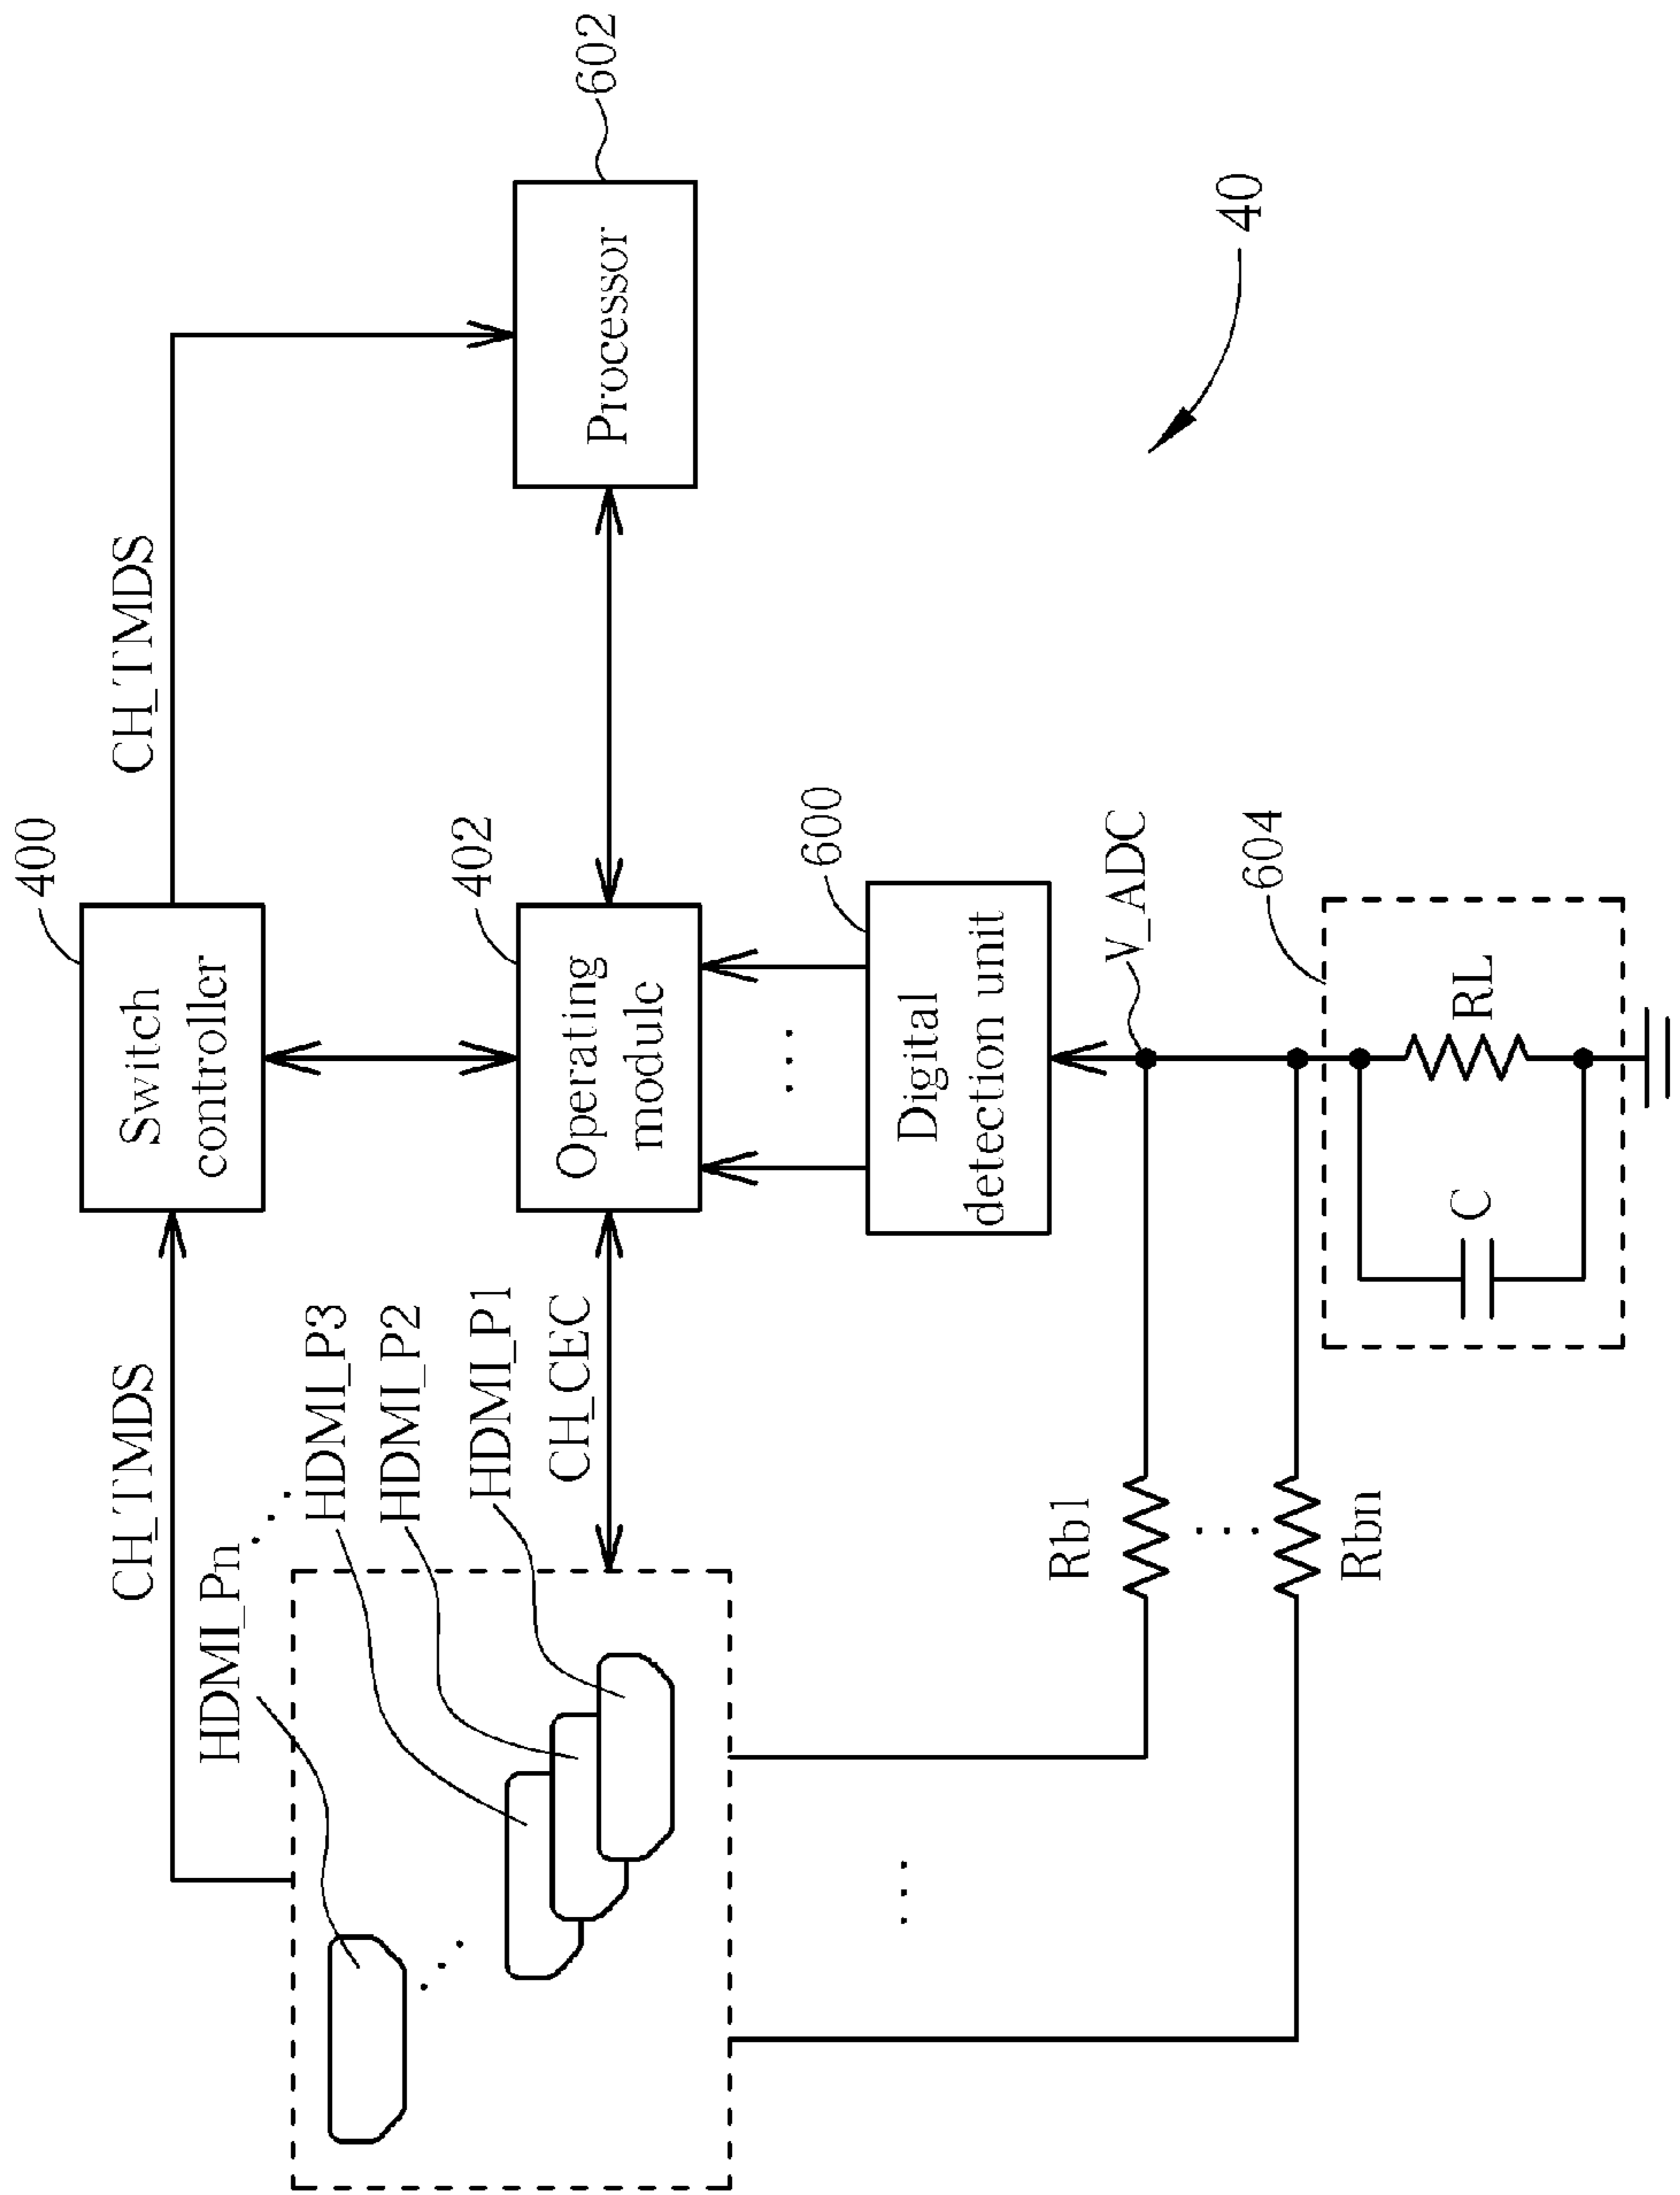 400
Switch
controller
CH_TMDS
CH_TMDS
HDMI_Pn
HDMI_P3
HDMI_P2
HDMI_P1
CH_CEC
402
Operating
module
Processor
602
600
Digital
detection unit
V_ADC
40
Rb1
Rbn
604
C
RL